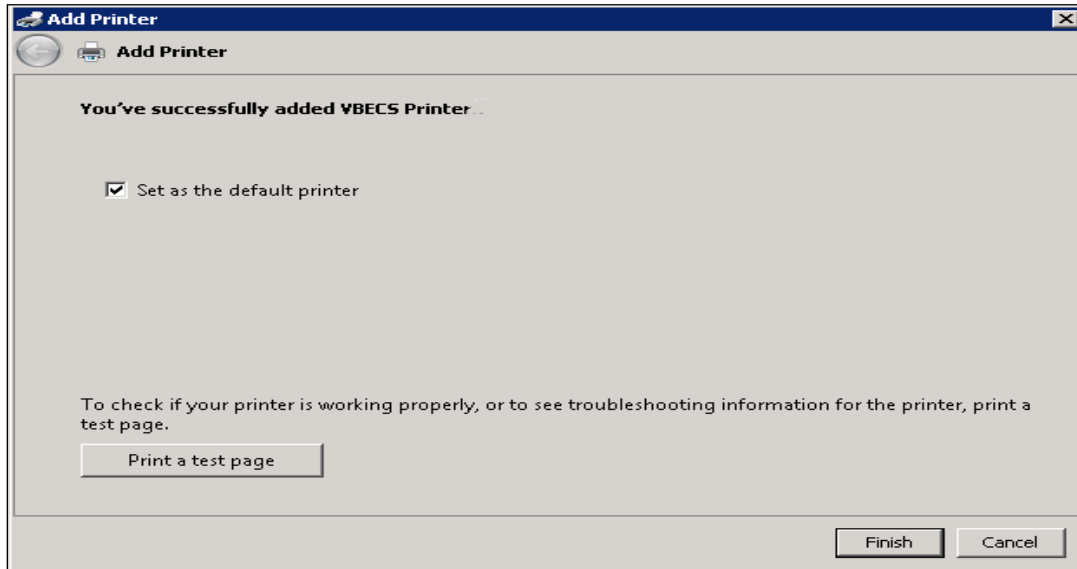 Add Printer
Add Printer
You've successfully added VBECS Printer
Set as the default printer
To check if your printer is working properly, or to see troubleshooting information for the printer, print a
test page.
Print a test page
Finish Cancel